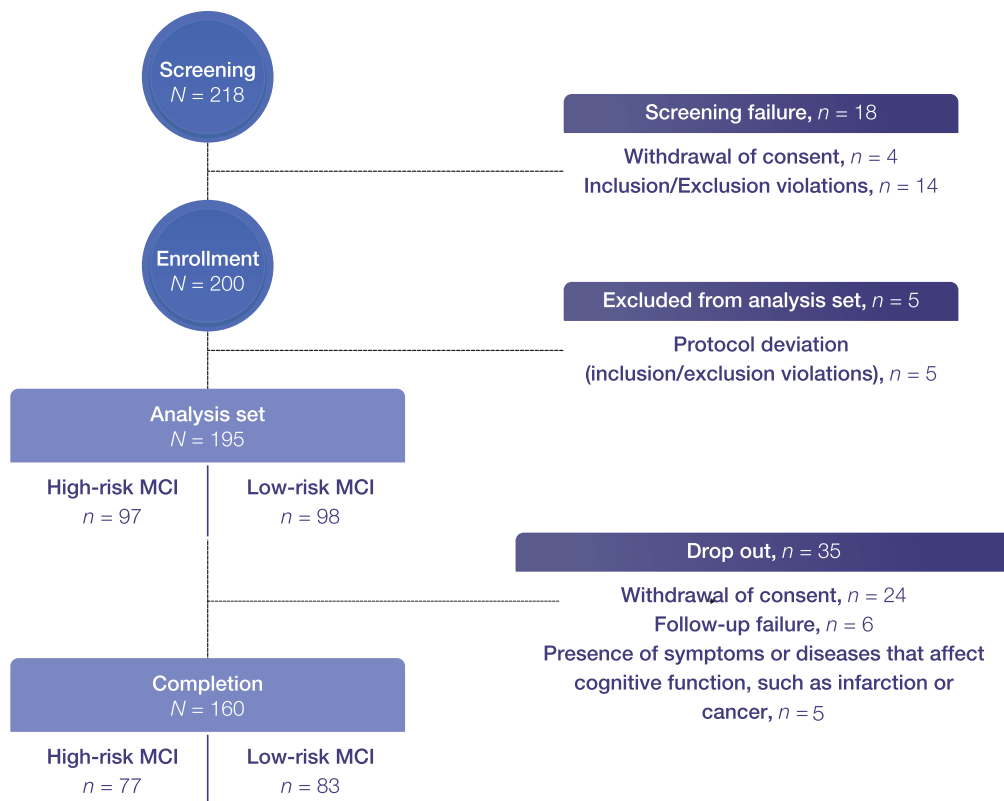 Screening
N = 218
Screening failure, n = 18
Withdrawal of consent, n = 4
Inclusion/Exclusion violations, n = 14
Enrollment
N = 200
Excluded from analysis set, n = 5
Protocol deviation
(inclusion/exclusion violations), n = 5
Analysis set
N = 195
High-risk MCI
n = 97
Low-risk MCI
n = 98
Drop out, n = 35
Withdrawal of consent, n = 24
Follow-up failure, n = 6
Presence of symptoms or diseases that affect
cognitive function, such as infarction or
cancer, n = 5
Completion
N = 160
High-risk MCI
n = 77
Low-risk MCI
n = 83